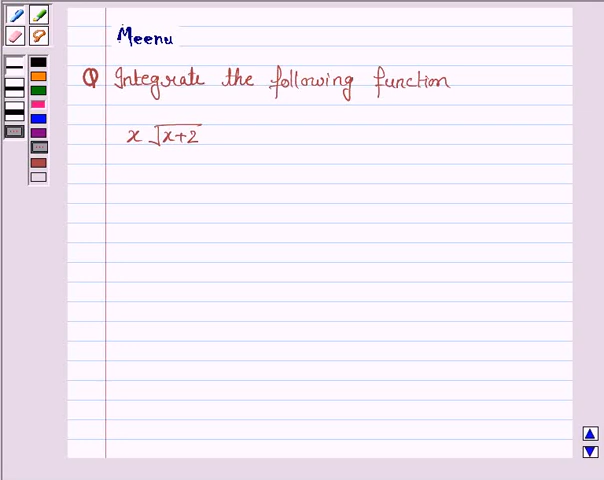 Meenu
Q Integrate the following function
x √x+2